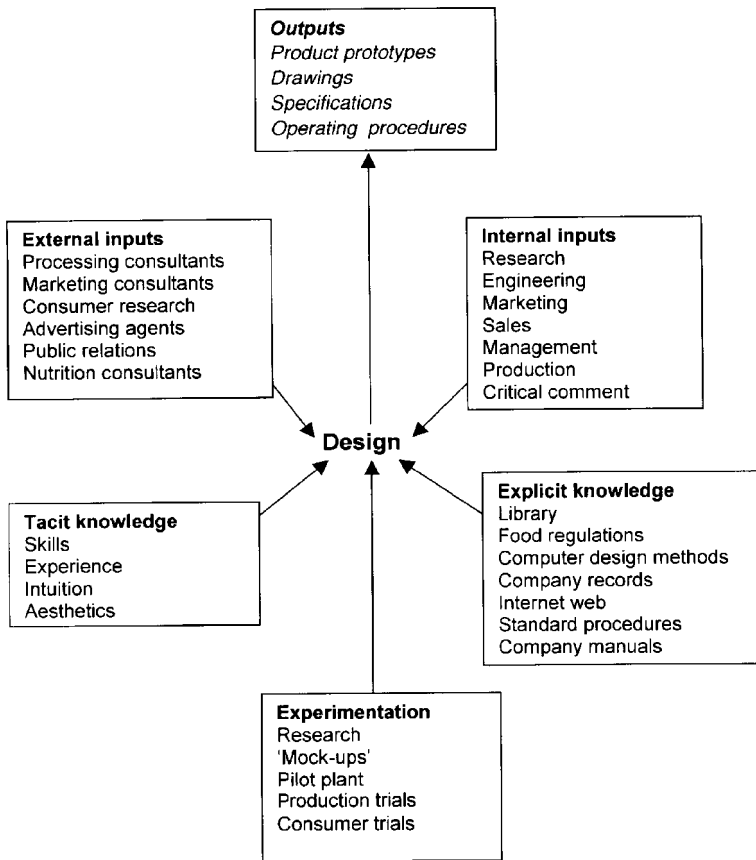 Outputs
Product prototypes
Drawings
Specifications
Operating procedures
External inputs
Processing consultants
Marketing consultants
Consumer research
Advertising agents
Public relations
Nutrition consultants
Internal inputs
Research
Engineering
Marketing
Sales
Management
Production
Critical comment
Design
Tacit knowledge
Skills
Experience
Intuition
Aesthetics
Explicit knowledge
Library
Food regulations
Computer design methods
Company records
Internet web
Standard procedures
Company manuals
Experimentation
Research
'Mock-ups'
Pilot plant
Production trials
Consumer trials